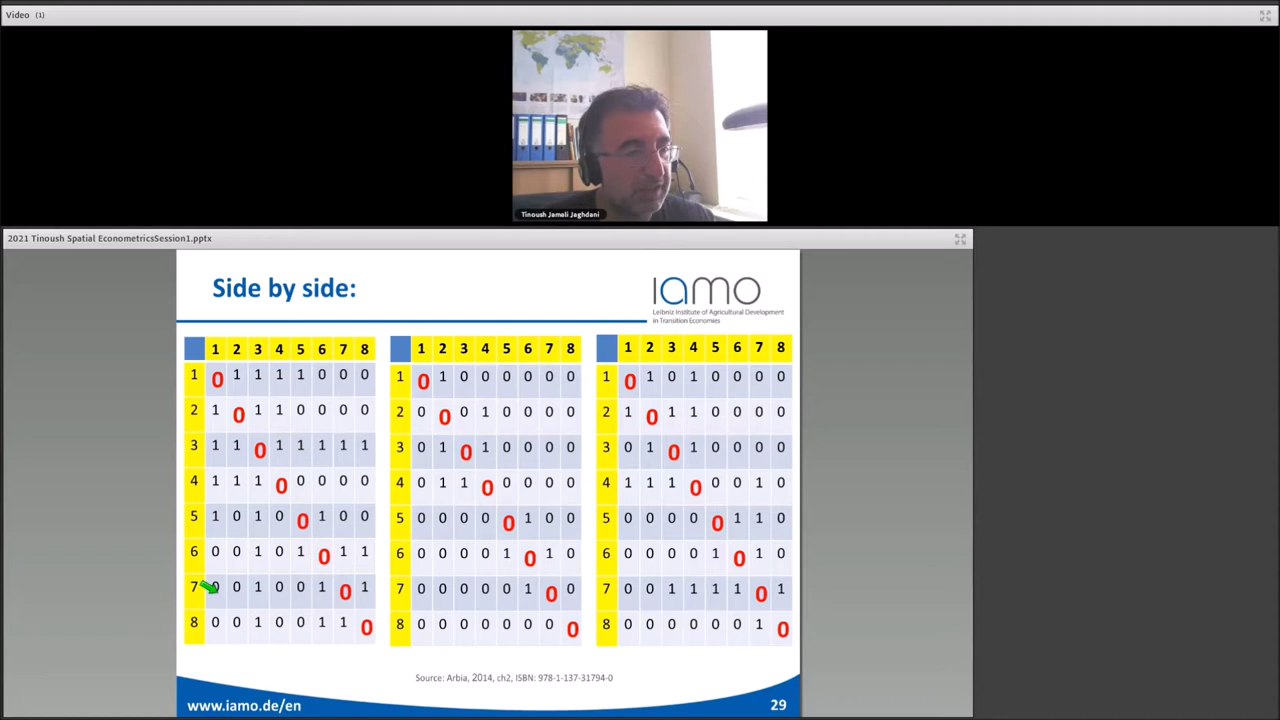 Video (1)
Tinoush Jamali Jaghdani
2021 Tinoush Spatial EconometricsSession1.pptx
Side by side:
iamo
Leibniz Institute of Agricultural Development
in Transition Economies
1 2 3 4 5 6 7 8
1 0 1 1 1 1 0 0 0
2 1 0 1 1 0 0 0 0
3 1 1 0 1 1 1 1 1
4 1 1 1 0 0 0 0 0
5 1 0 1 0 0 1 0 0
6 0 0 1 0 1 0 1 1
7 0 0 1 0 0 1 0 1
8 0 0 1 0 0 1 1 0
1 2 3 4 5 6 7 8
1 0 1 0 0 0 0 0 0
2 0 0 0 1 0 0 0 0
3 0 1 0 1 0 0 0 0
4 0 1 1 0 0 0 0 0
5 0 0 0 0 0 1 0 0
6 0 0 0 0 1 0 1 0
7 0 0 0 0 0 1 0 0
8 0 0 0 0 0 0 0 0
1 2 3 4 5 6 7 8
1 0 1 0 1 0 0 0 0
2 1 0 1 1 0 0 0 0
3 0 1 0 1 0 0 0 0
4 1 1 1 0 0 0 1 0
5 0 0 0 0 0 1 1 0
6 0 0 0 0 1 0 1 0
7 0 0 1 1 1 1 0 1
8 0 0 0 0 0 0 1 0
Source: Arbia, 2014, ch2, ISBN: 978-1-137-31794-0
www.iamo.de/en
29